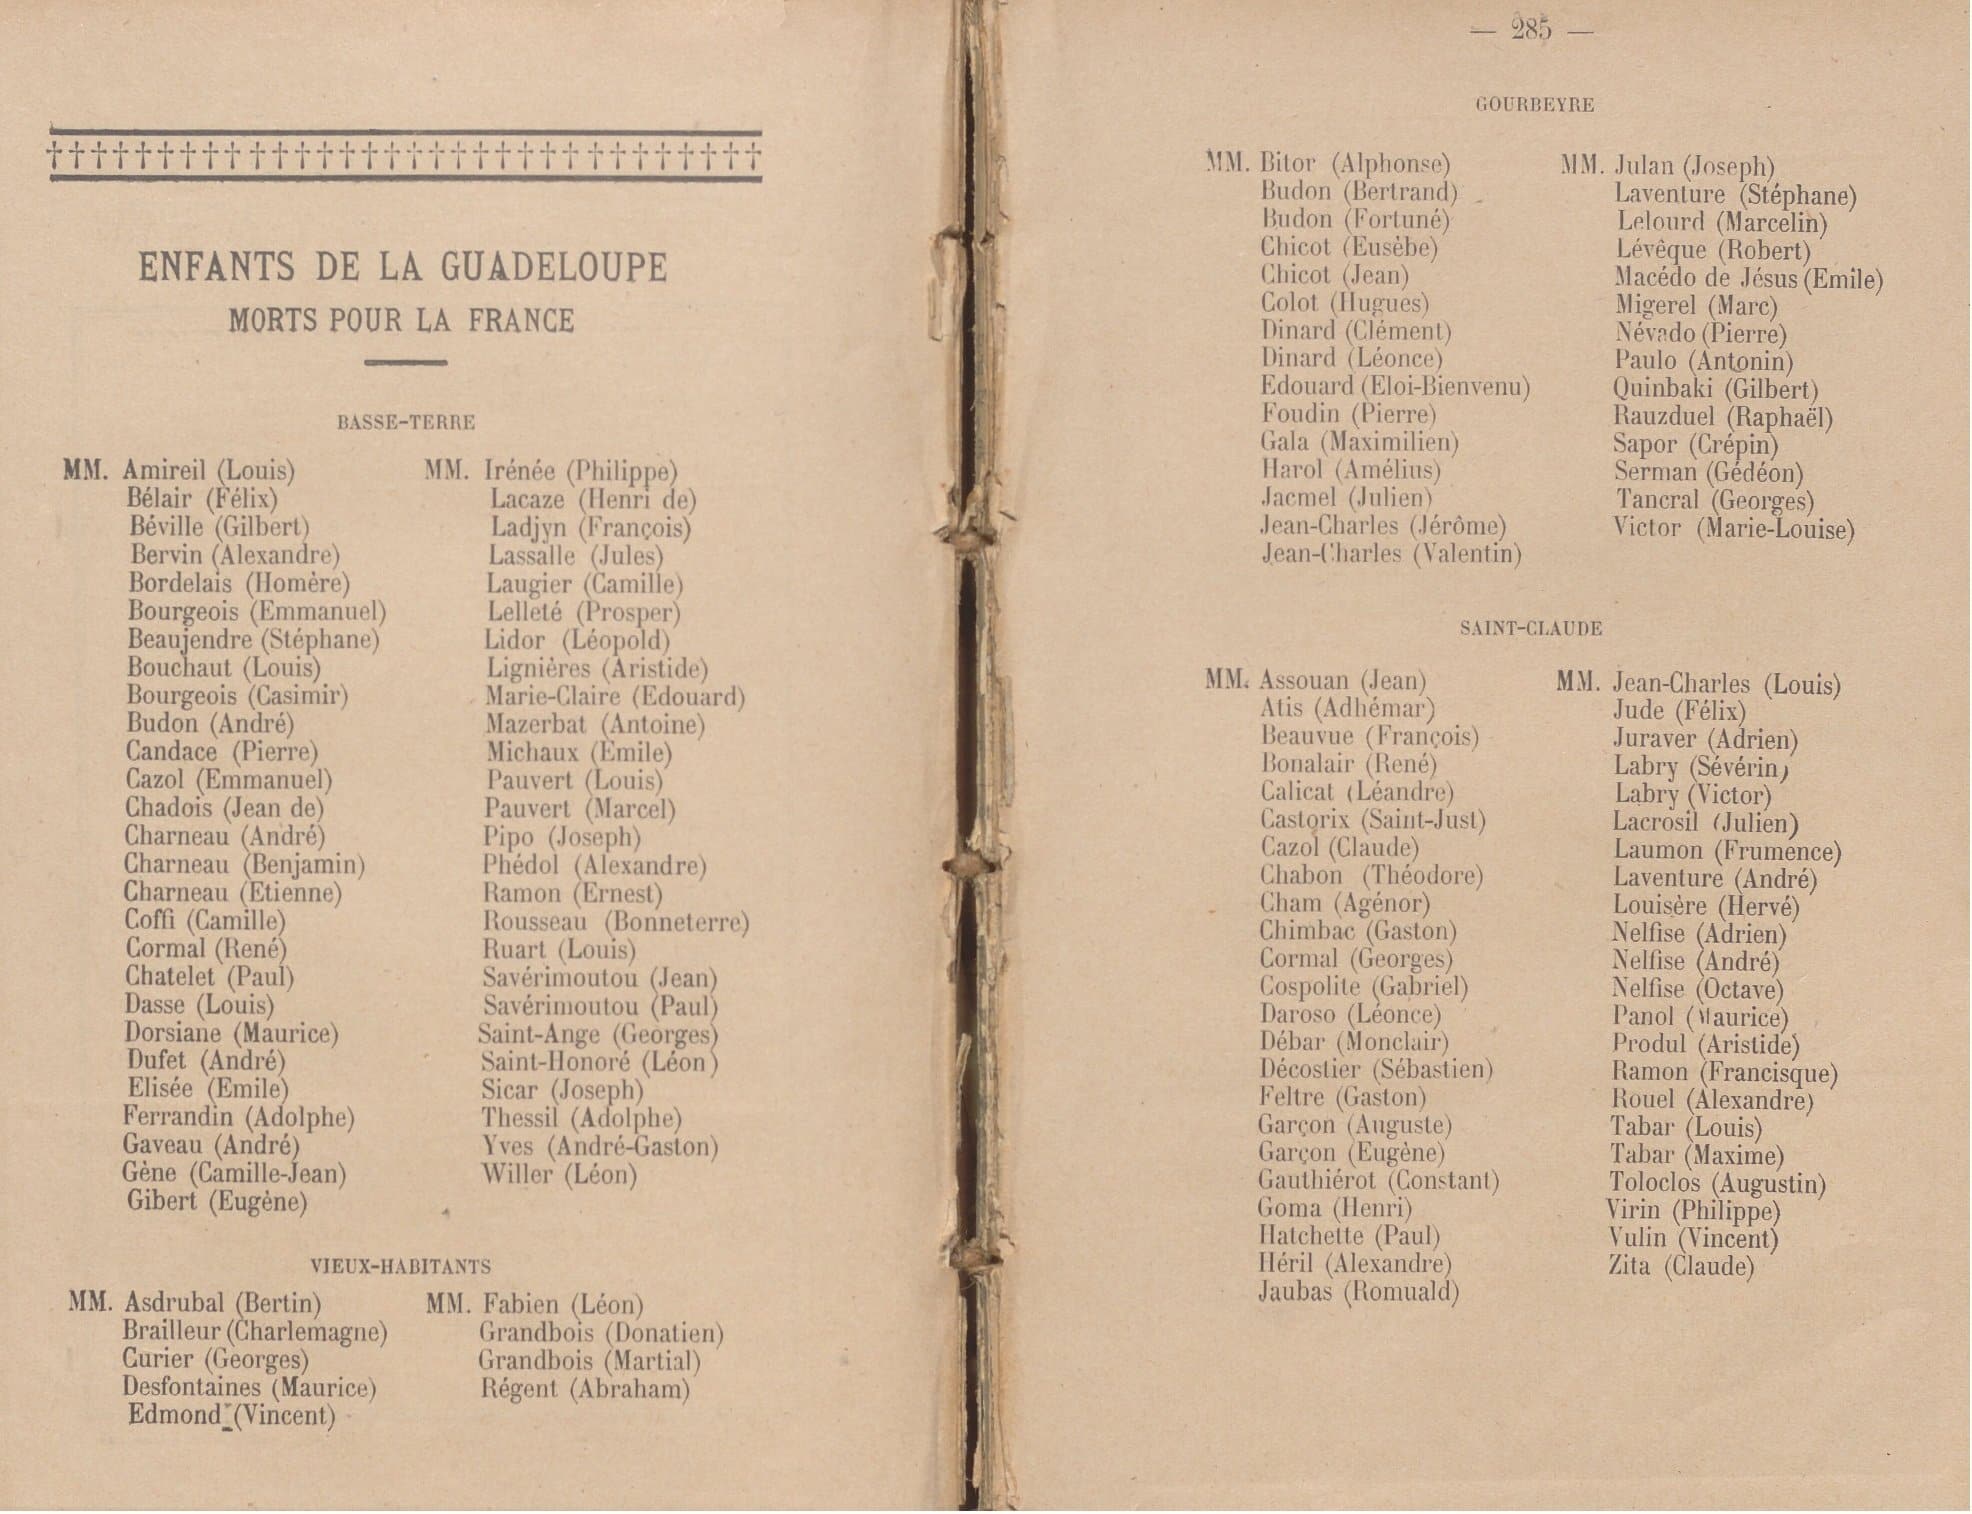 ENFANTS DE LA GUADELOUPE
MORTS POUR LA FRANCE
BASSE-TERRE
MM. Amireil (Louis)
Bélair (Félix)
Béville (Gilbert)
Bervin (Alexandre)
Bordelais (Homère)
Bourgeois (Emmanuel)
Beaujendre (Stéphane)
Bouchaut (Louis)
Bourgeois (Casimir)
Budon (André)
Candace (Pierre)
Cazol (Emmanuel)
Chadois (Jean de)
Charneau (André)
Charneau (Benjamin)
Charneau (Etienne)
Coffi (Camille)
Cormal (René)
Chatelet (Paul)
Dasse (Louis)
Dorsiane (Maurice)
Dufet (André)
Elisée (Emile)
Ferrandin (Adolphe)
Gaveau (André)
Gène (Camille-Jean)
Gibert (Eugène)
MM. Irénée (Philippe)
Lacaze (Henri de)
Ladjyn (François)
Lassalle (Jules)
Laugier (Camille)
Lelleté (Prosper)
Lidor (Léopold)
Lignières (Aristide)
Marie-Claire (Edouard)
Mazerbat (Antoine)
Michaux (Emile)
Pauvert (Louis)
Pauvert (Marcel)
Pipo (Joseph)
Phédol (Alexandre)
Ramon (Ernest)
Rousseau (Bonneterre)
Ruart (Louis)
Savérimoutou (Jean)
Savérimoutou (Paul)
Saint-Ange (Georges)
Saint-Honoré (Léon)
Sicar (Joseph)
Thessil (Adolphe)
Yves (André-Gaston)
Willer (Léon)
VIEUX-HABITANTS
MM. Asdrubal (Bertin)
Brailleur (Charlemagne)
Curier (Georges)
Desfontaines (Maurice)
Edmond (Vincent)
MM. Fabien (Léon)
Grandbois (Donatien)
Grandbois (Martial)
Régent (Abraham)
— 285 —
GOURBEYRE
MM. Bitor (Alphonse)
Budon (Bertrand)
Budon (Fortuné)
Chicot (Eusèbe)
Chicot (Jean)
Colot (Hugues)
Dinard (Clément)
Dinard (Léonce)
Edouard (Eloi-Bienvenu)
Foudin (Pierre)
Gala (Maximilien)
Harol (Amélius)
Jacmel (Julien)
Jean-Charles (Jérôme)
Jean-Charles (Valentin)
MM. Julan (Joseph)
Laventure (Stéphane)
Lelourd (Marcelin)
Lévêque (Robert)
Macédo de Jésus (Emile)
Migerel (Marc)
Névado (Pierre)
Paulo (Antonin)
Quinbaki (Gilbert)
Rauzduel (Raphaël)
Sapor (Crépin)
Serman (Gédéon)
Tancral (Georges)
Victor (Marie-Louise)
SAINT-CLAUDE
MM. Assouan (Jean)
Atis (Adhémar)
Beauvue (François)
Bonalair (René)
Calicat (Léandre)
Castorix (Saint-Just)
Cazol (Claude)
Chabon (Théodore)
Cham (Agénor)
Chimbac (Gaston)
Cormal (Georges)
Cospolite (Gabriel)
Daroso (Léonce)
Débar (Monclair)
Décostier (Sébastien)
Feltre (Gaston)
Garçon (Auguste)
Garçon (Eugène)
Gauthiérot (Constant)
Goma (Henri)
Hatchette (Paul)
Héril (Alexandre)
Jaubas (Romuald)
MM. Jean-Charles (Louis)
Jude (Félix)
Juraver (Adrien)
Labry (Sévérin)
Labry (Victor)
Lacrosil (Julien)
Laumon (Frumence)
Laventure (André)
Louisère (Hervé)
Nelfise (Adrien)
Nelfise (André)
Nelfise (Octave)
Panol (Maurice)
Produl (Aristide)
Ramon (Francisque)
Rouel (Alexandre)
Tabar (Louis)
Tabar (Maxime)
Toloclos (Augustin)
Virin (Philippe)
Vulin (Vincent)
Zita (Claude)